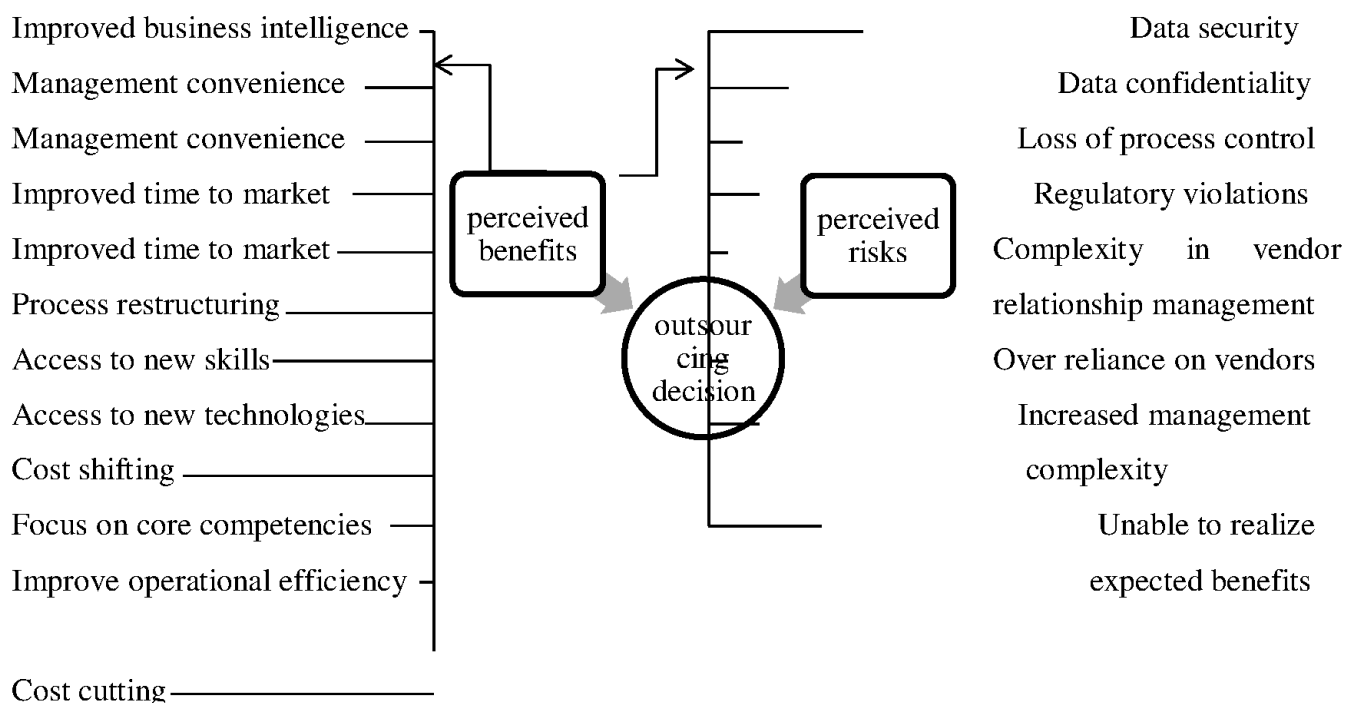 Improved business intelligence
Management convenience
Management convenience
Improved time to market
Improved time to market
Process restructuring
Access to new skills
Access to new technologies
Cost shifting
Focus on core competencies
Improve operational efficiency
Cost cutting
perceived
benefits
outsour
cing
decision
perceived
risks
Data security
Data confidentiality
Loss of process control
Regulatory violations
Complexity in vendor
relationship management
Over reliance on vendors
Increased management
complexity
Unable to realize
expected benefits